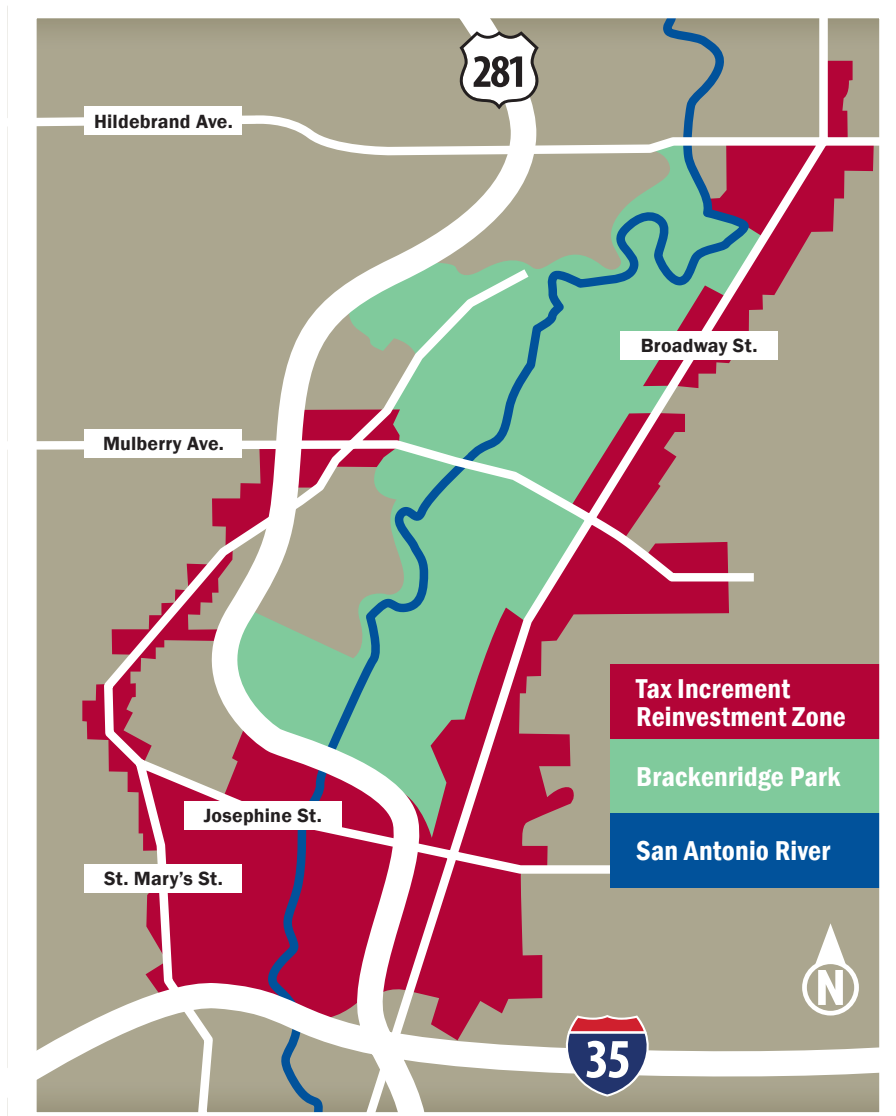 281
Hildebrand Ave.
Broadway St.
Mulberry Ave.
Tax Increment
Reinvestment Zone
Brackenridge Park
San Antonio River
Josephine St.
St. Mary’s St.
N
35